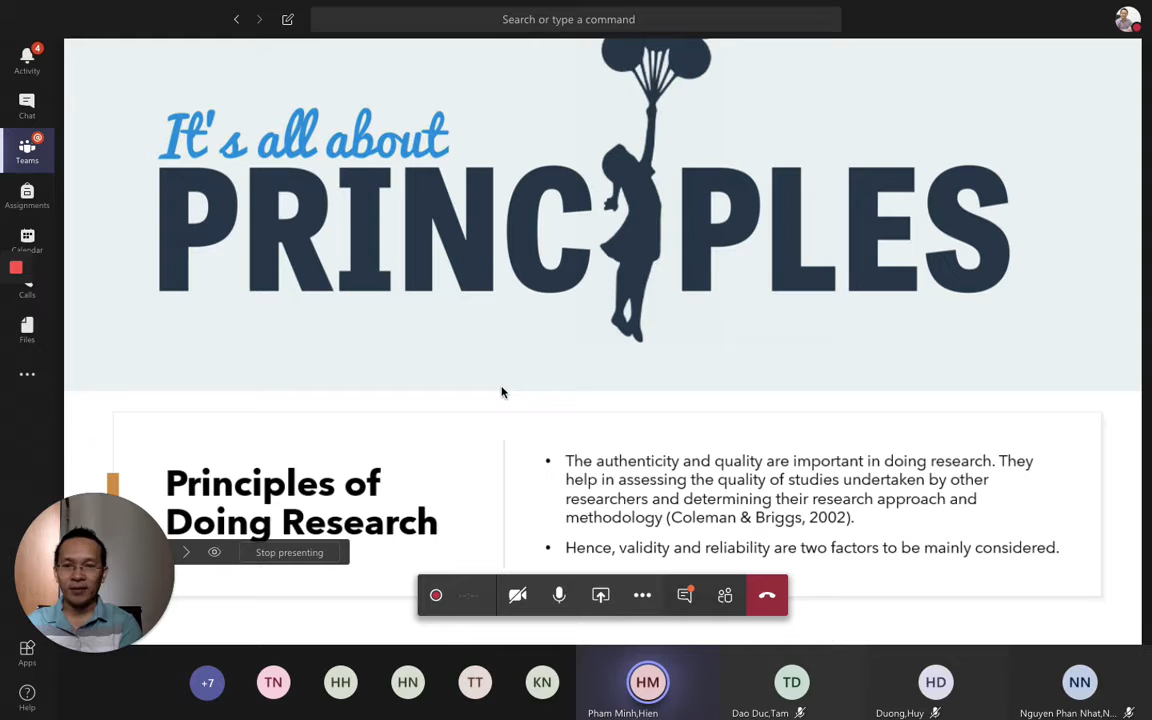 Search or type a command
4
Activity
Chat
Teams
Assignments
Calendar
Calls
Files
It's all about
PRINCIPLES
Principles of
Doing Research
• The authenticity and quality are important in doing research. They
help in assessing the quality of studies undertaken by other
researchers and determining their research approach and
methodology (Coleman & Briggs, 2002).
• Hence, validity and reliability are two factors to be mainly considered.
Stop presenting
--:--
Apps
Help
+7
TN
HH
HN
TT
KN
HM
TD
HD
NN
Pham Minh,Hien
Dao Duc,Tam
Duong,Huy
Nguyen Phan Nhat,N...